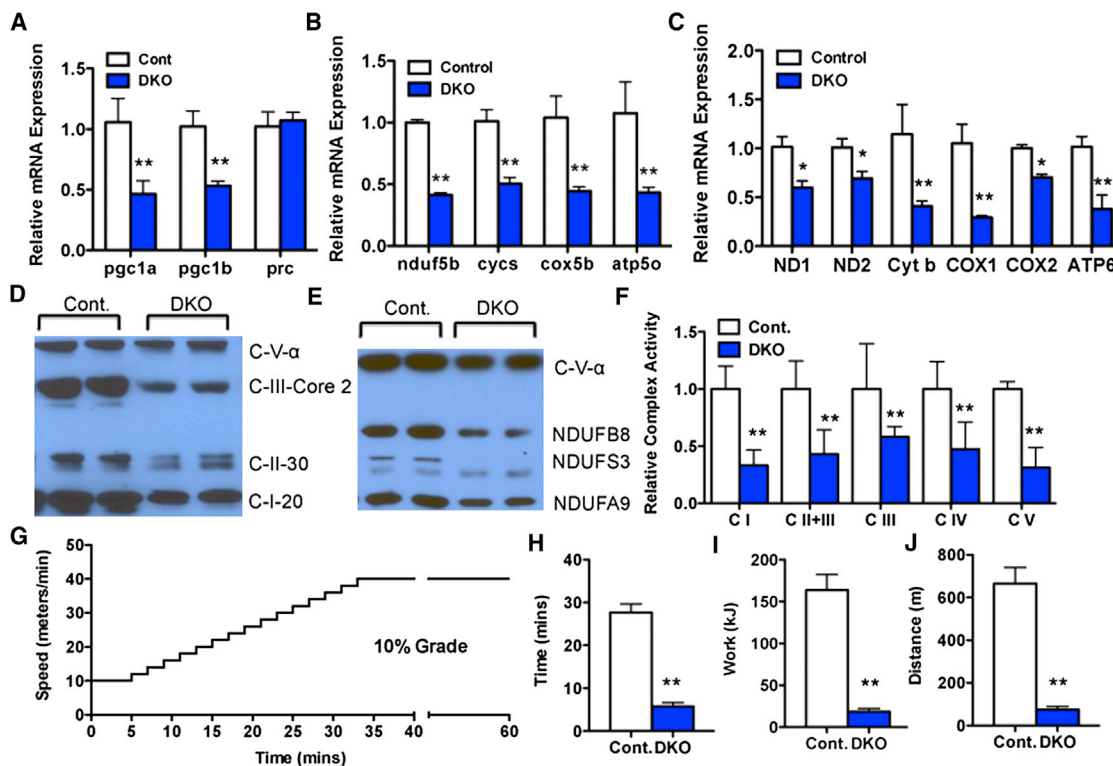 A
Relative mRNA Expression
1.5
1.0
0.5
0.0
Cont
DKO
**
**
pgc1a pgc1b prc
B
Relative mRNA Expression
1.5
1.0
0.5
0.0
Control
DKO
**
**
**
**
nduf5b cycs cox5b atp5o
C
Relative mRNA Expression
2.0
1.5
1.0
0.5
0.0
Control
DKO
*
*
**
**
*
**
ND1 ND2 Cyt b COX1 COX2 ATP6
D
Cont. DKO
C-V-α
C-III-Core 2
C-II-30
C-I-20
E
Cont. DKO
C-V-α
NDUFB8
NDUFS3
NDUFA9
F
Relative Complex Activity
1.5
1.0
0.5
0.0
Cont.
DKO
**
**
**
**
**
C I C II+III C III C IV C V
G
Speed (meters/min)
50
40
30
20
10
0
10% Grade
0 5 10 15 20 25 30 35 40 60
Time (mins)
H
Time (mins)
40
30
20
10
0
**
Cont. DKO
I
Work (kJ)
200
150
100
50
0
**
Cont. DKO
J
Distance (m)
800
600
400
200
0
**
Cont. DKO